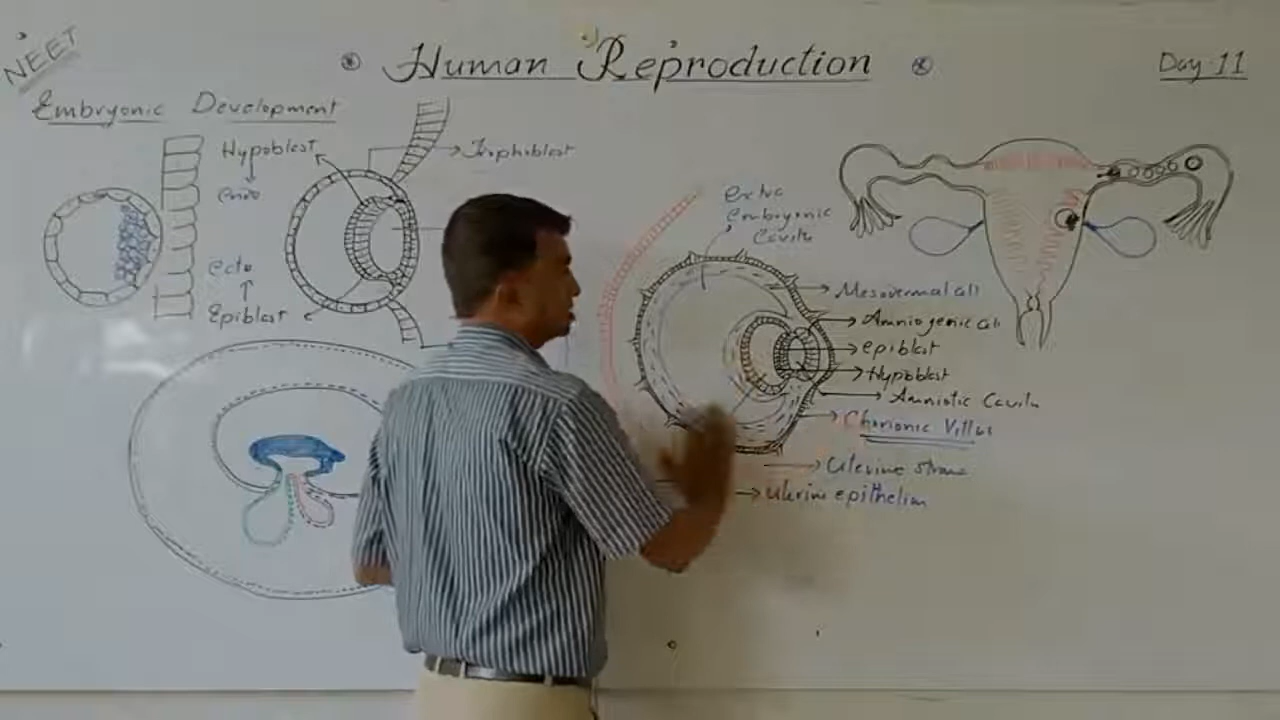 NEET
Human Reproduction
Day 11
Embryonic Development
Hypoblast
Endo
Ecto
Epiblast
Trophoblast
extra
Embryonic
Cavity
Mesodermal cell
Amniogenic Cell
epiblast
Hypoblast
Amniotic Cavity
Chorionic Villus
Uterine stroma
Uterine epithelium